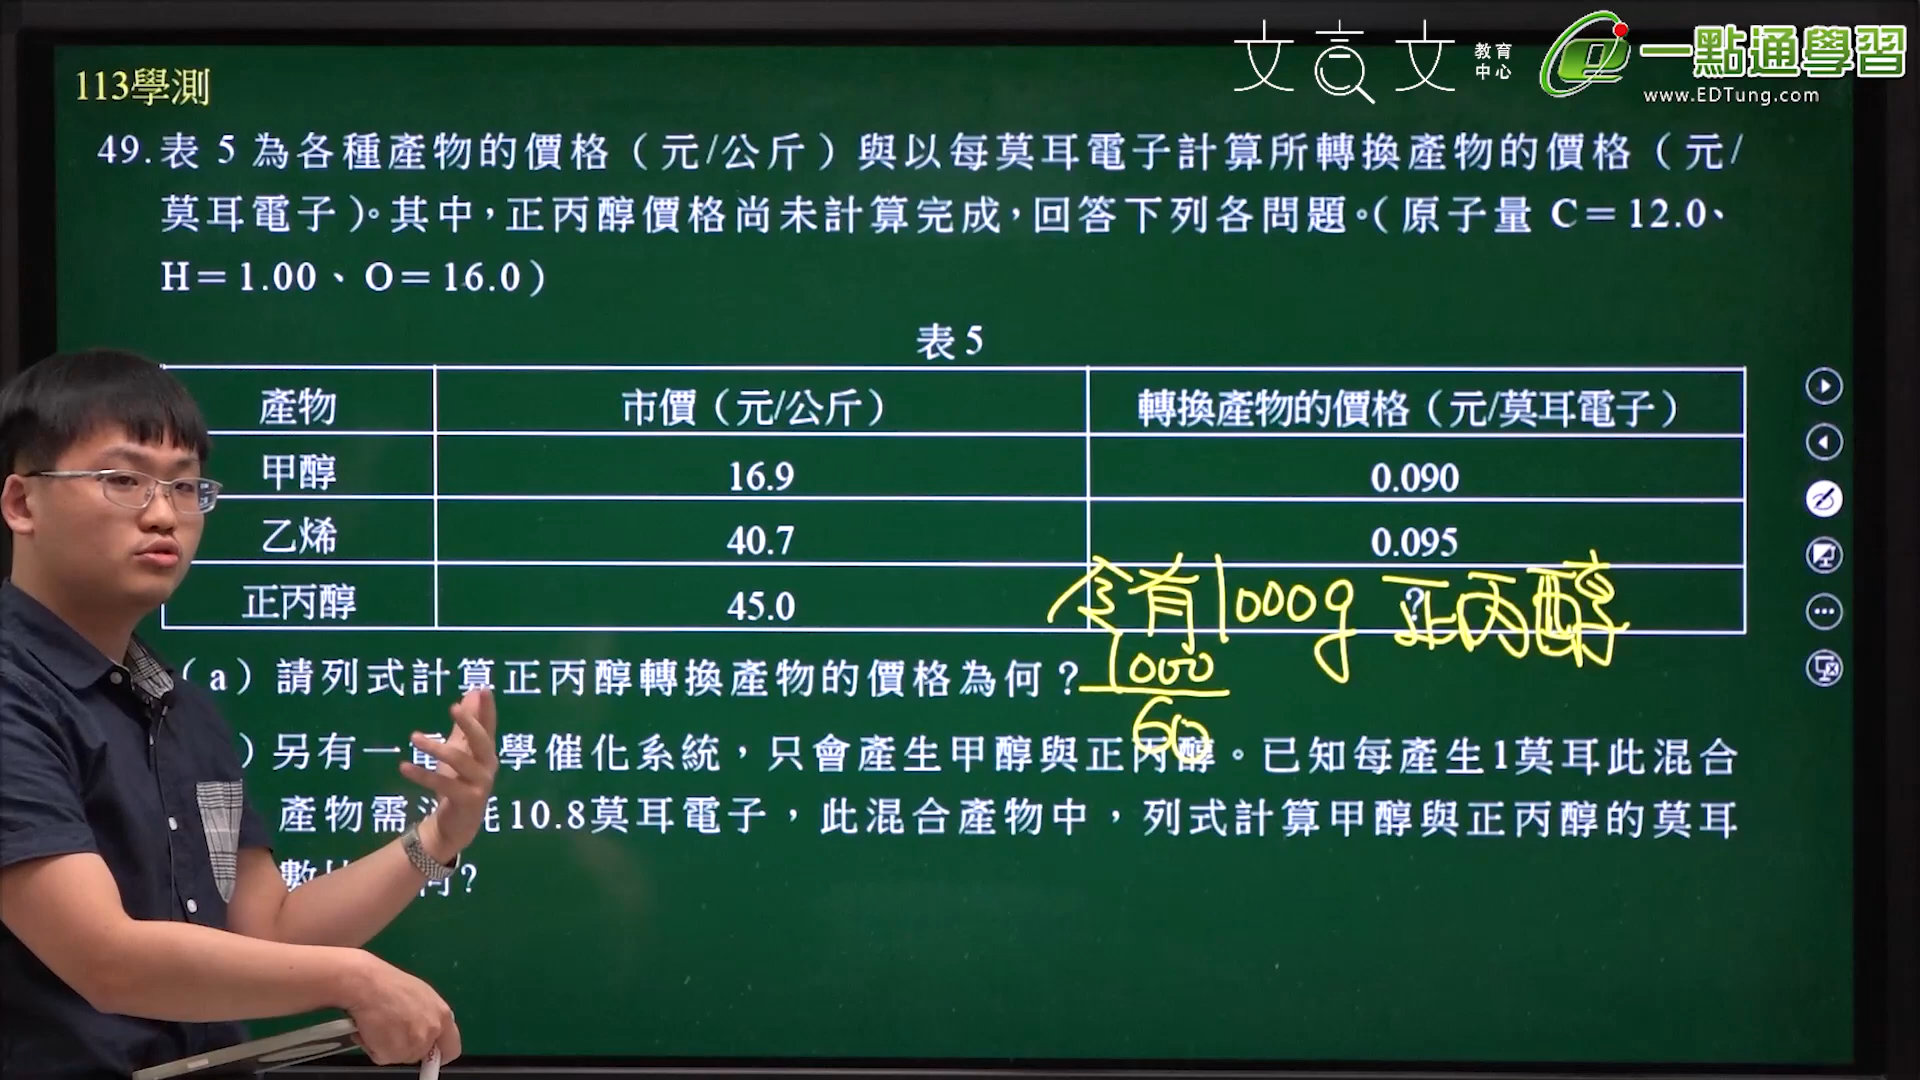 文言文 教育中心
一點通學習
www.EDTung.com
113學測
49.表 5 為各種產物的價格（元/公斤）與以每莫耳電子計算所轉換產物的價格（元/
莫耳電子）。其中，正丙醇價格尚未計算完成，回答下列各問題。（原子量 C＝12.0、
H＝1.00、O＝16.0）
表 5
產物 市價（元/公斤） 轉換產物的價格（元/莫耳電子）
甲醇 16.9 0.090
乙烯 40.7 0.095
正丙醇 45.0 ?
令有1000g 正丙醇
1000
60
（a）請列式計算正丙醇轉換產物的價格為何？
）另有一電 學催化系統，只會產生甲醇與正丙醇。已知每產生1莫耳此混合
產物需消耗10.8莫耳電子，此混合產物中，列式計算甲醇與正丙醇的莫耳
數 何？